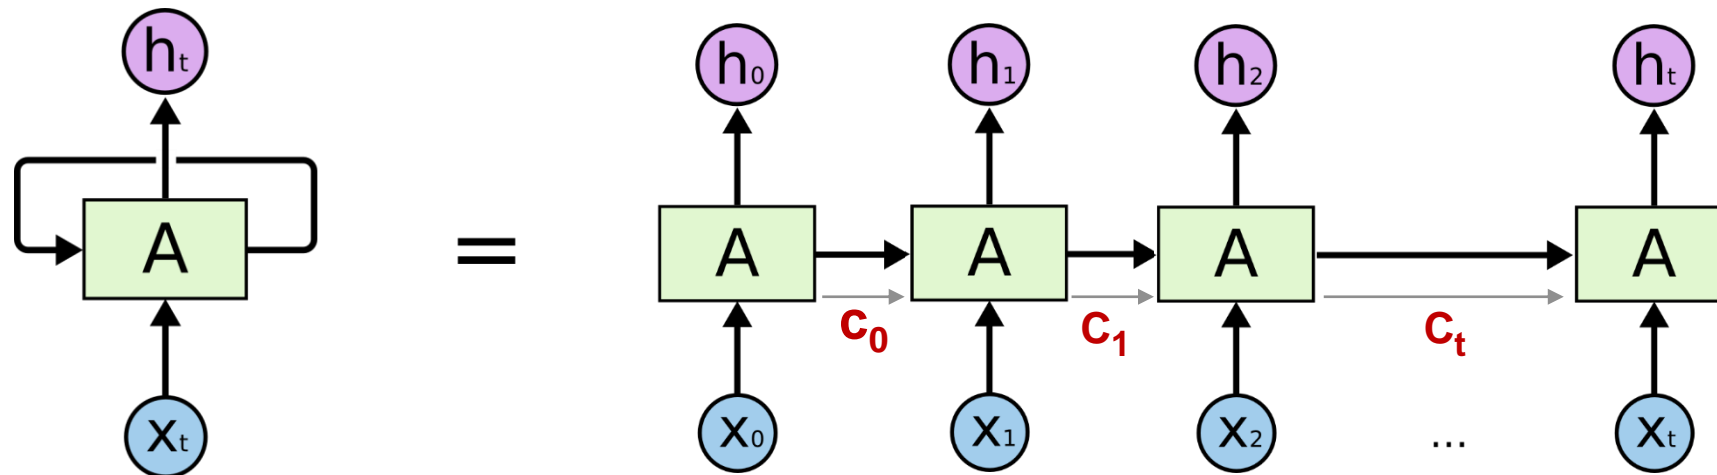 hₜ h₀ h₁ h₂ hₜ
A = A A A A
c₀ C₁ Cₜ
xₜ x₀ x₁ x₂ ... xₜ